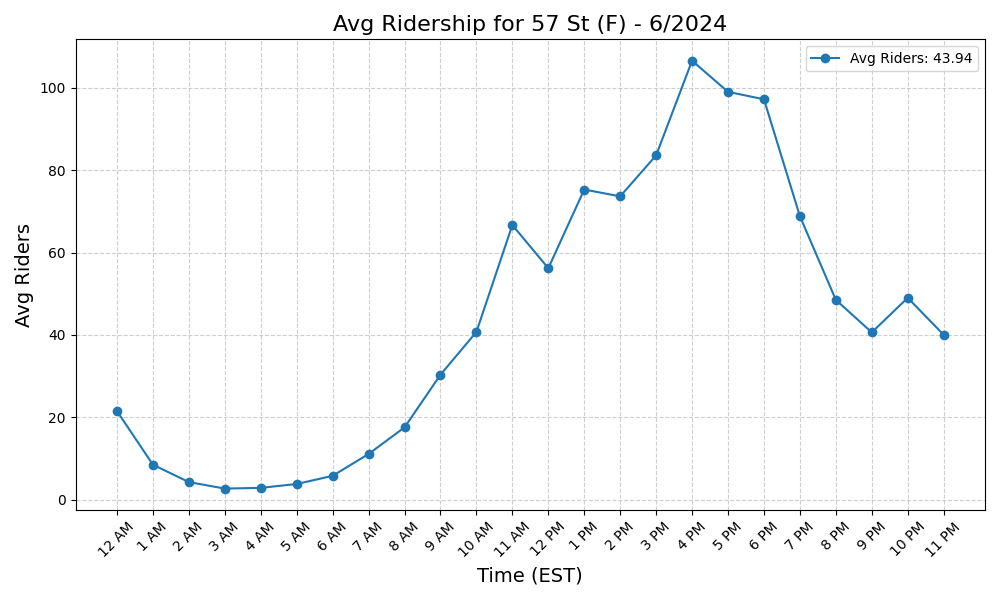 Avg Ridership for 57 St (F) - 6/2024
Avg Riders: 43.94
Avg Riders
100
80
60
40
20
0
12 AM
1 AM
2 AM
3 AM
4 AM
5 AM
6 AM
7 AM
8 AM
9 AM
10 AM
11 AM
12 PM
1 PM
2 PM
3 PM
4 PM
5 PM
6 PM
7 PM
8 PM
9 PM
10 PM
11 PM
Time (EST)